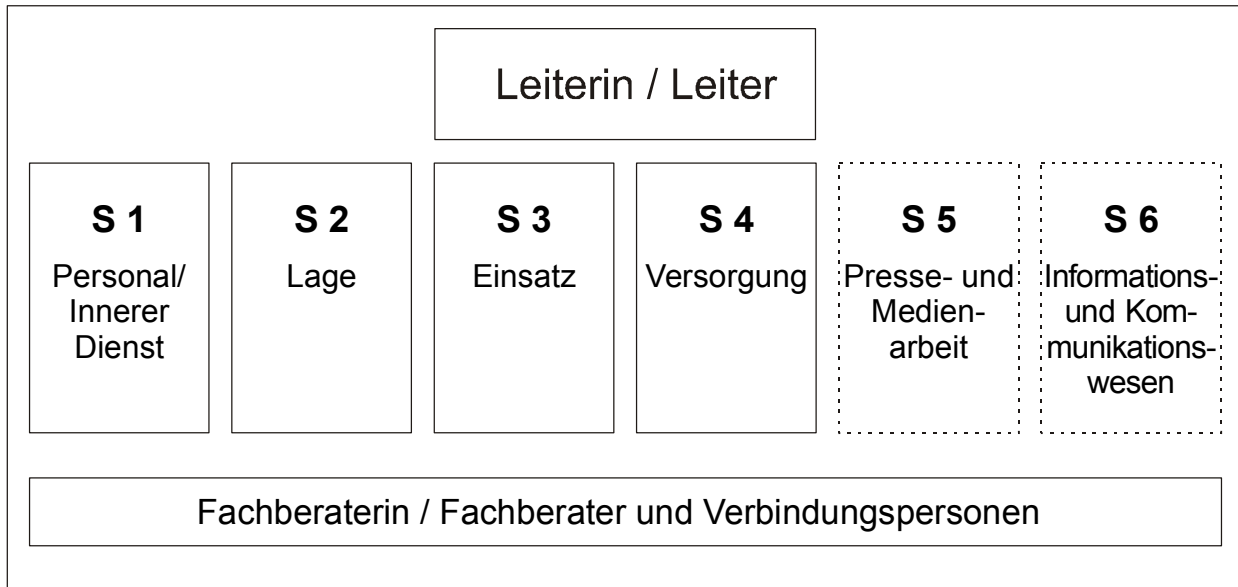 Leiterin / Leiter
S 1
Personal/
Innerer
Dienst
S 2
Lage
S 3
Einsatz
S 4
Versorgung
S 5
Presse- und
Medien-
arbeit
S 6
Informations-
und Kom-
munikations-
wesen
Fachberaterin / Fachberater und Verbindungspersonen